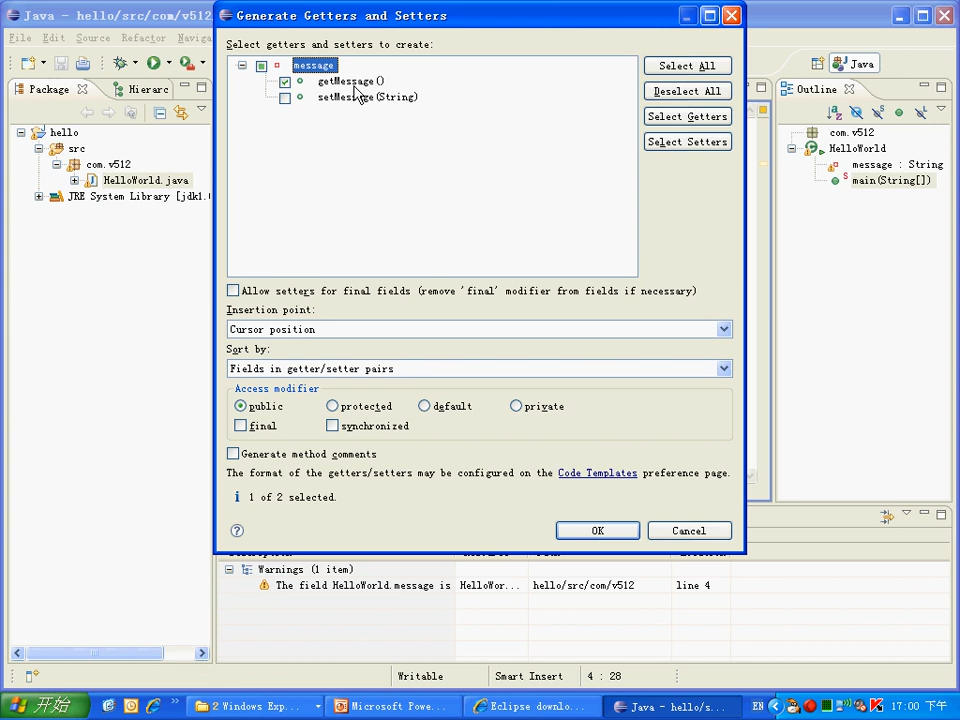 Java - hello/src/com/v512
Generate Getters and Setters
File Edit Source Refactor Naviga
Select getters and setters to create:
message
getMessage()
setMessage(String)
Select All
Deselect All
Select Getters
Select Setters
Allow setters for final fields (remove 'final' modifier from fields if necessary)
Insertion point:
Cursor position
Sort by:
Fields in getter/setter pairs
Access modifier
public protected default private
final synchronized
Generate method comments
The format of the getters/setters may be configured on the Code Templates preference page.
1 of 2 selected.
OK Cancel
Package Hierarc
hello
src
com.v512
HelloWorld.java
JRE System Library [jdk1.
Java
Outline
com.v512
HelloWorld
message : String
main(String[])
Warnings (1 item)
The field HelloWorld.message is HelloWor... hello/src/com/v512 line 4
Writable Smart Insert 4 : 28
开始 2 Windows Exp... Microsoft Powe... Eclipse downlo... Java - hello/s... EN 17:00 下午